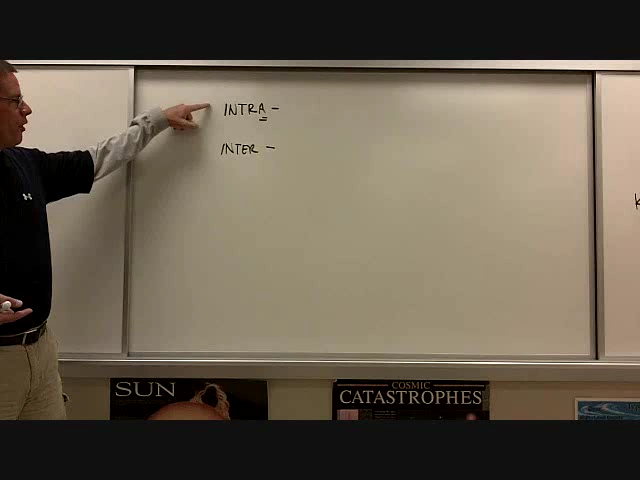 INTRA -
INTER -
K
SUN
COSMIC
CATASTROPHES